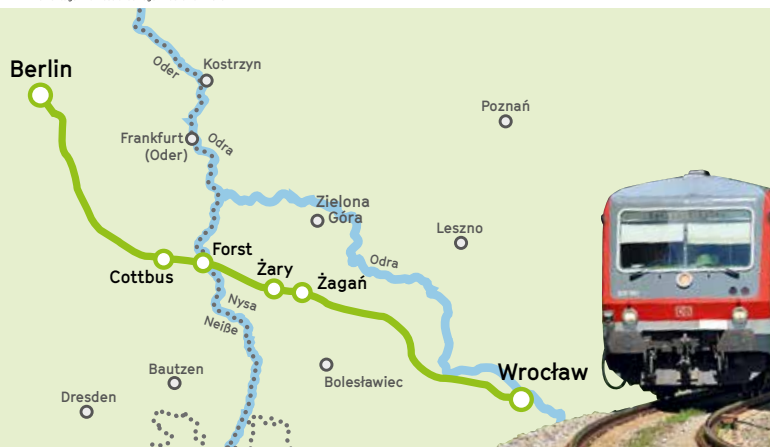 Berlin
Oder
Kostrzyn
Poznań
Frankfurt
(Oder)
Odra
Zielona
Góra
Leszno
Forst
Odra
Cottbus
Żary
Żagań
Nysa
Neiße
Bautzen
Bolesławiec
Wrocław
Dresden
DB